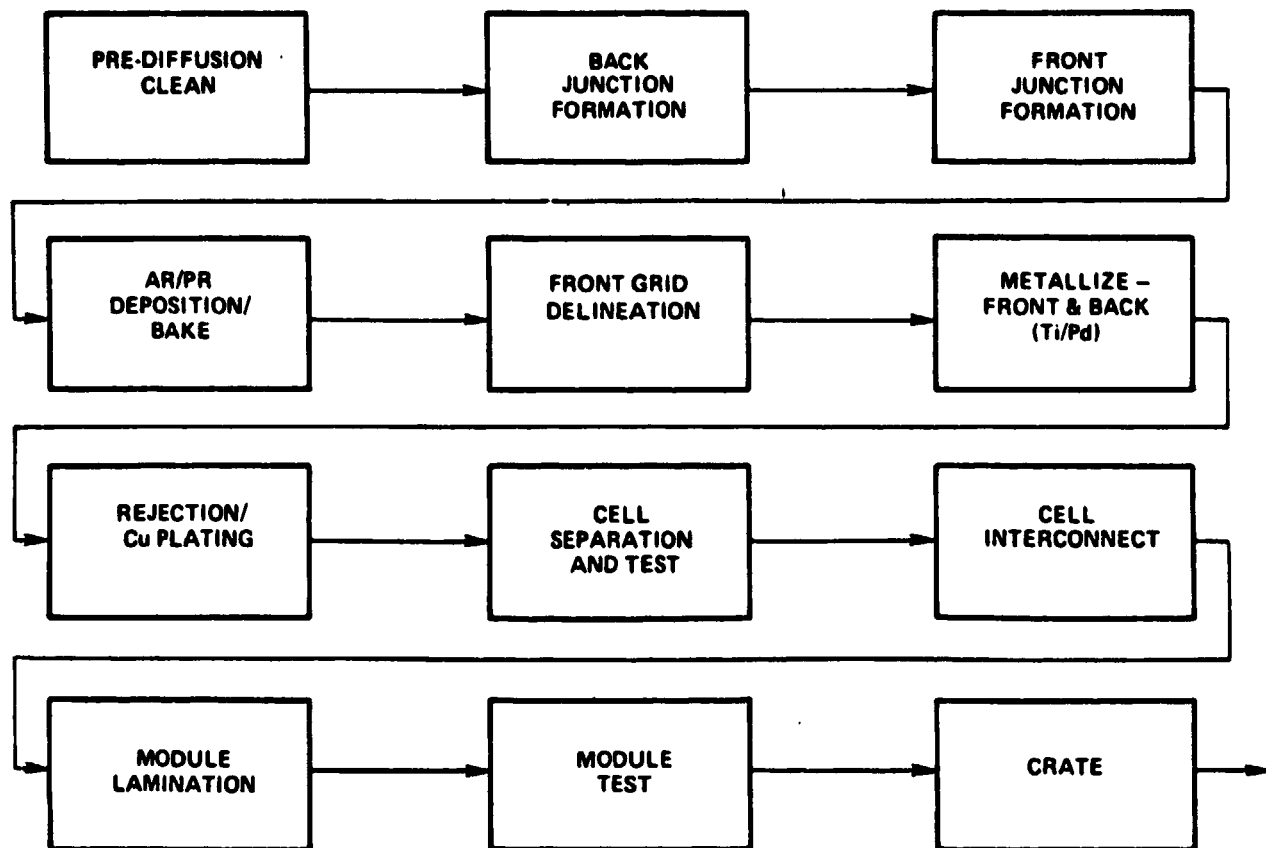 PRE-DIFFUSION
CLEAN
BACK
JUNCTION
FORMATION
FRONT
JUNCTION
FORMATION
AR/PR
DEPOSITION/
BAKE
FRONT GRID
DELINEATION
METALLIZE –
FRONT & BACK
(Ti/Pd)
REJECTION/
Cu PLATING
CELL
SEPARATION
AND TEST
CELL
INTERCONNECT
MODULE
LAMINATION
MODULE
TEST
CRATE